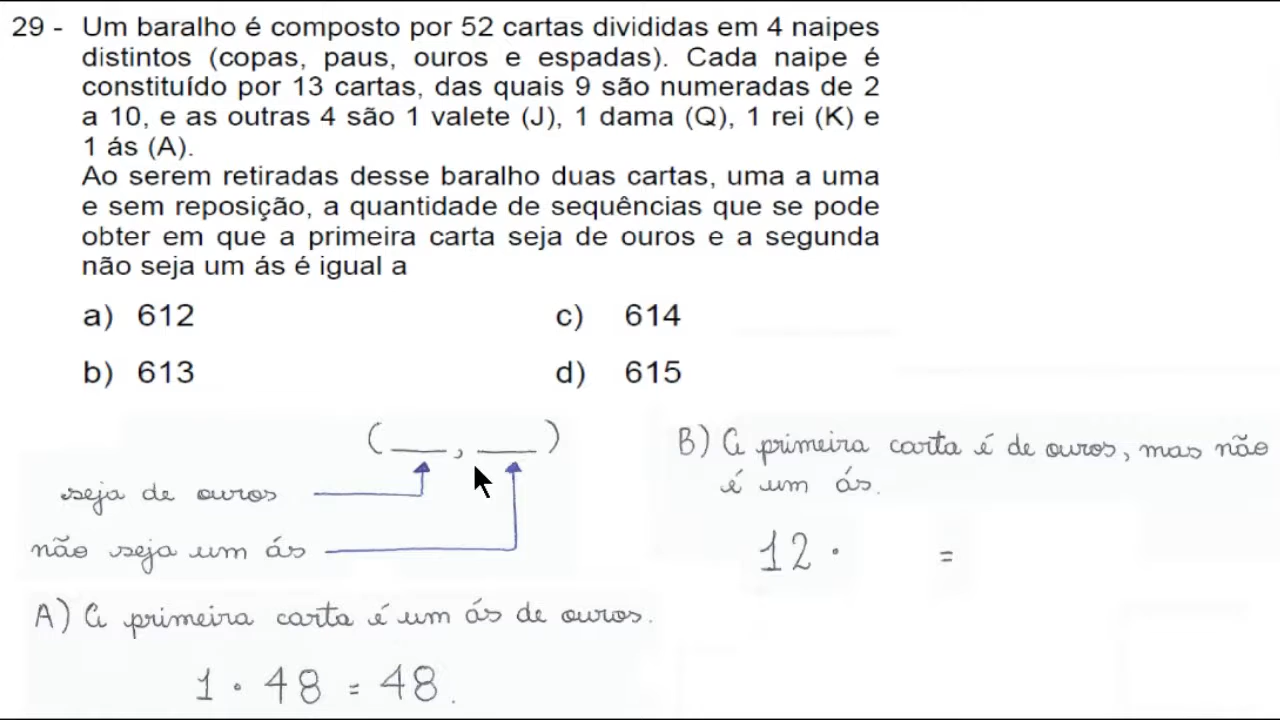 29 - Um baralho é composto por 52 cartas divididas em 4 naipes
distintos (copas, paus, ouros e espadas). Cada naipe é
constituído por 13 cartas, das quais 9 são numeradas de 2
a 10, e as outras 4 são 1 valete (J), 1 dama (Q), 1 rei (K) e
1 ás (A).
Ao serem retiradas desse baralho duas cartas, uma a uma
e sem reposição, a quantidade de sequências que se pode
obter em que a primeira carta seja de ouros e a segunda
não seja um ás é igual a
a) 612
c) 614
b) 613
d) 615
( __ , __ )
seja de ouros
não seja um ás
A) A primeira carta é um ás de ouros.
1 · 48 = 48.
B) A primeira carta é de ouros, mas não
é um ás.
12 · =